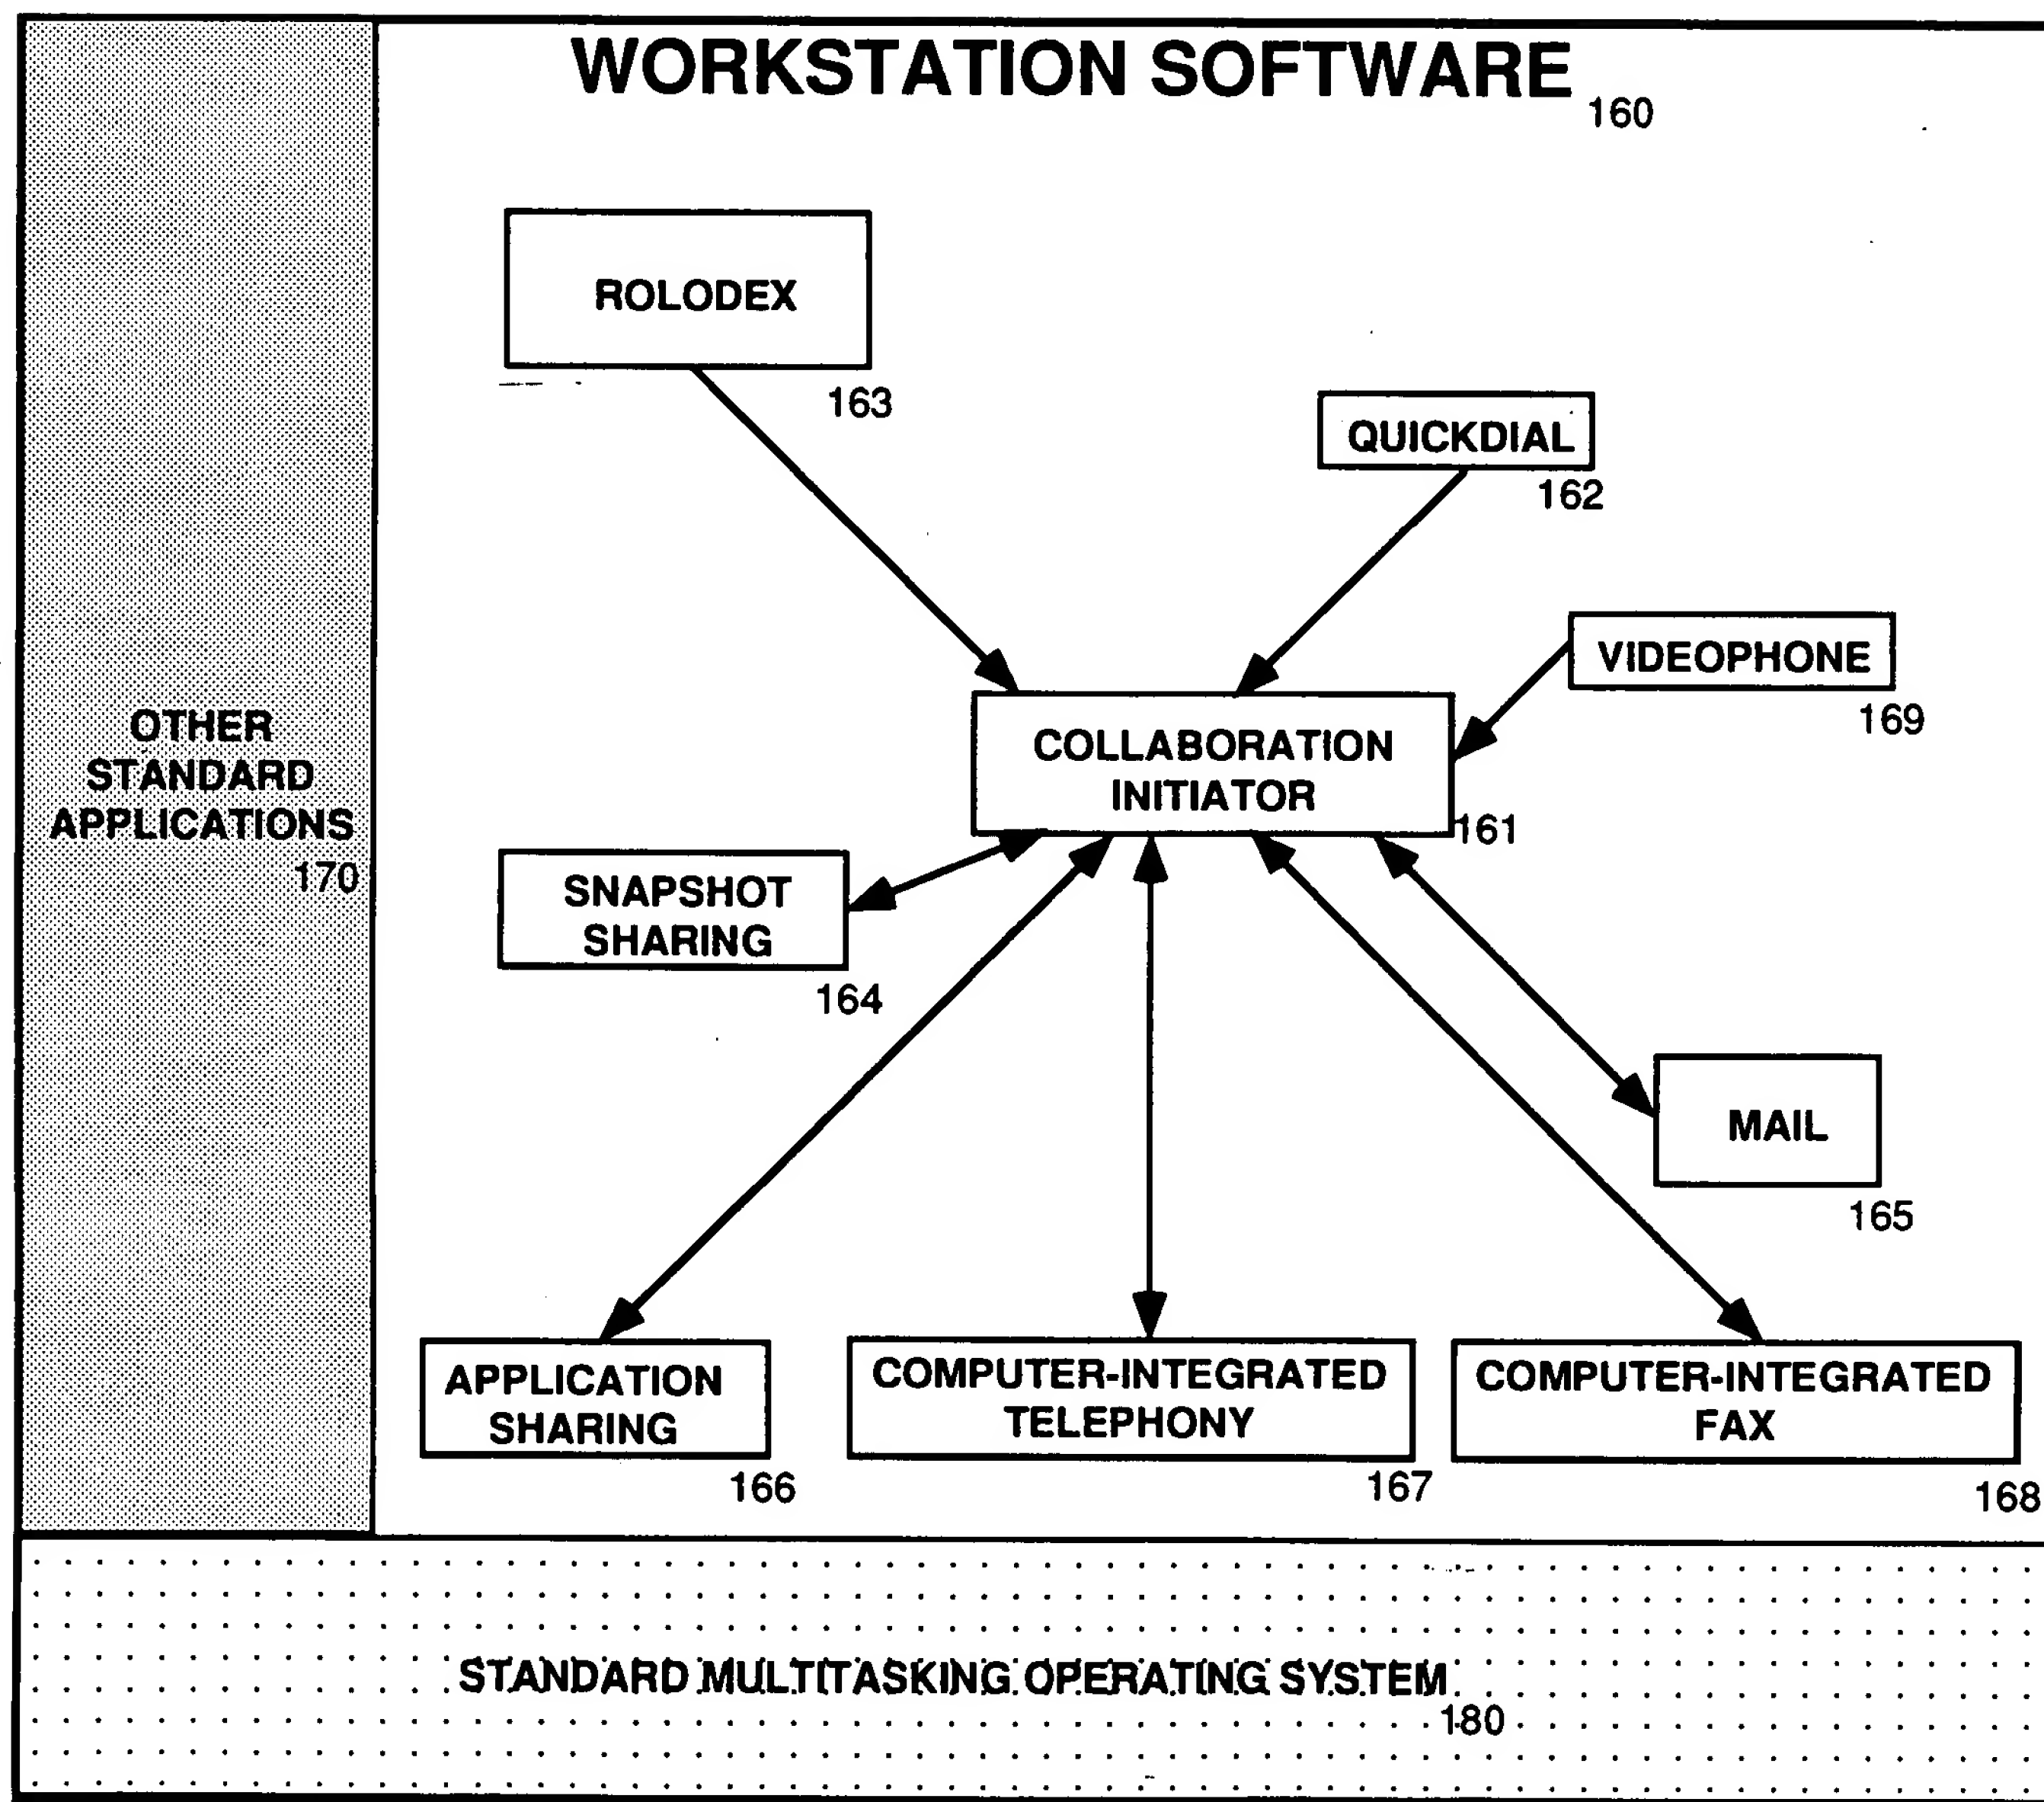 WORKSTATION SOFTWARE
160
ROLODEX
163
QUICKDIAL
162
VIDEOPHONE
169
COLLABORATION
INITIATOR
161
OTHER
STANDARD
APPLICATIONS
170
SNAPSHOT
SHARING
164
MAIL
165
APPLICATION
SHARING
166
COMPUTER-INTEGRATED
TELEPHONY
167
COMPUTER-INTEGRATED
FAX
168
STANDARD MULTITASKING OPERATING SYSTEM
180